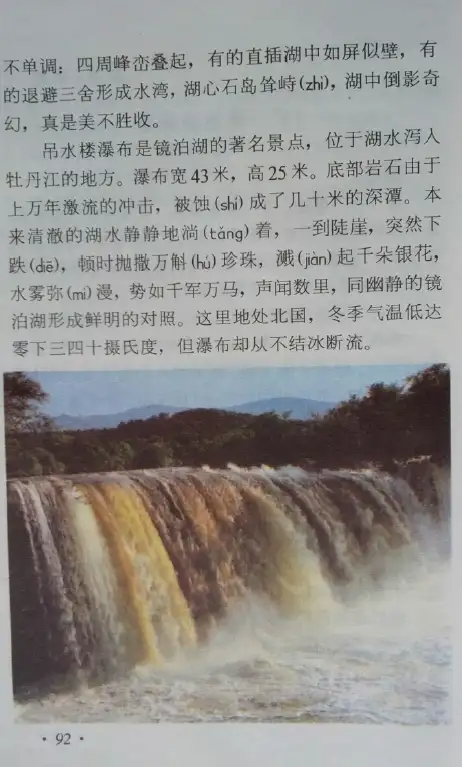 不单调：四周峰峦叠起，有的直插湖中如屏似壁，有
的退避三舍形成水湾，湖心石岛耸峙(zhì)，湖中倒影奇
幻，真是美不胜收。
吊水楼瀑布是镜泊湖的著名景点，位于湖水泻入
牡丹江的地方。瀑布宽43米，高25米。底部岩石由于
上万年激流的冲击，被蚀(shí)成了几十米的深潭。本
来清澈的湖水静静地淌(tǎng)着，一到陡崖，突然下
跌(diē)，顿时抛撒万斛(hú)珍珠，溅(jiàn)起千朵银花，
水雾弥(mí)漫，势如千军万马，声闻数里，同幽静的镜
泊湖形成鲜明的对照。这里地处北国，冬季气温低达
零下三四十摄氏度，但瀑布却从不结冰断流。
· 92 ·